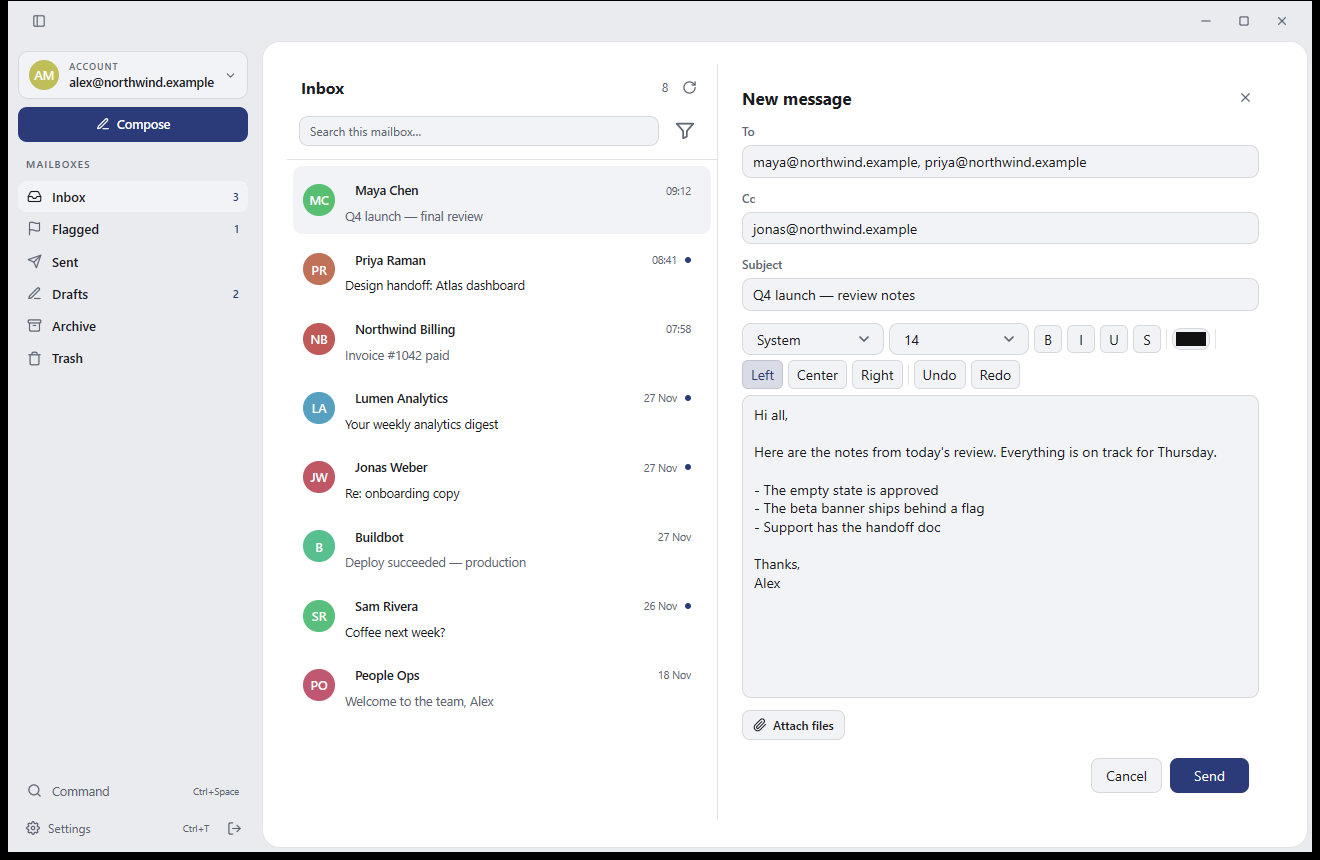 ACCOUNT
AM
alex@northwind.example
Compose
MAILBOXES
Inbox 3
Flagged 1
Sent
Drafts 2
Archive
Trash
Command Ctrl+Space
Settings Ctrl+T
Inbox 8
Search this mailbox...
MC Maya Chen 09:12
Q4 launch — final review
PR Priya Raman 08:41
Design handoff: Atlas dashboard
NB Northwind Billing 07:58
Invoice #1042 paid
LA Lumen Analytics 27 Nov
Your weekly analytics digest
JW Jonas Weber 27 Nov
Re: onboarding copy
B Buildbot 27 Nov
Deploy succeeded — production
SR Sam Rivera 26 Nov
Coffee next week?
PO People Ops 18 Nov
Welcome to the team, Alex
New message
To
maya@northwind.example, priya@northwind.example
Cc
jonas@northwind.example
Subject
Q4 launch — review notes
System 14 B I U S
Left Center Right Undo Redo
Hi all,
Here are the notes from today's review. Everything is on track for Thursday.
- The empty state is approved
- The beta banner ships behind a flag
- Support has the handoff doc
Thanks,
Alex
Attach files
Cancel Send